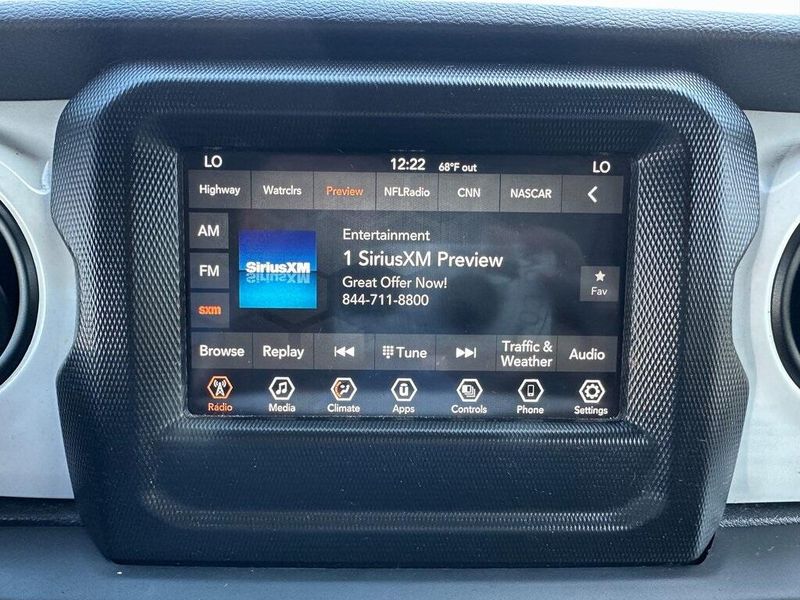 LO 12:22 68°F out LO
Highway Watrclrs Preview NFLRadio CNN NASCAR
AM
FM
sxm
SiriusXM
Entertainment
1 SiriusXM Preview
Great Offer Now!
844-711-8800
Fav
Browse Replay Tune Traffic &
Weather Audio
Radio Media Climate Apps Controls Phone Settings